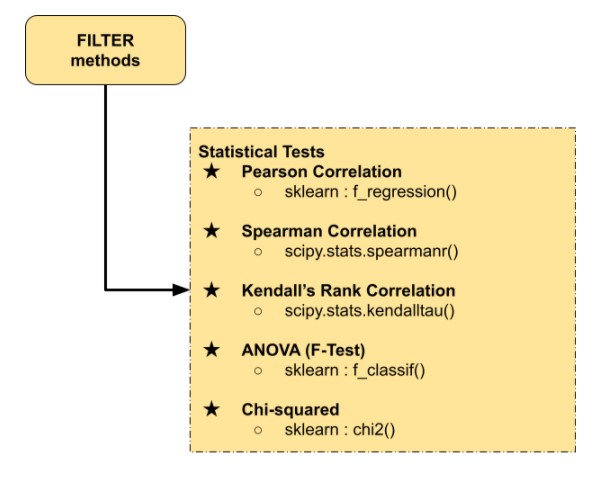 FILTER
methods
Statistical Tests
★ Pearson Correlation
○ sklearn : f_regression()
★ Spearman Correlation
○ scipy.stats.spearmanr()
★ Kendall’s Rank Correlation
○ scipy.stats.kendalltau()
★ ANOVA (F-Test)
○ sklearn : f_classif()
★ Chi-squared
○ sklearn : chi2()